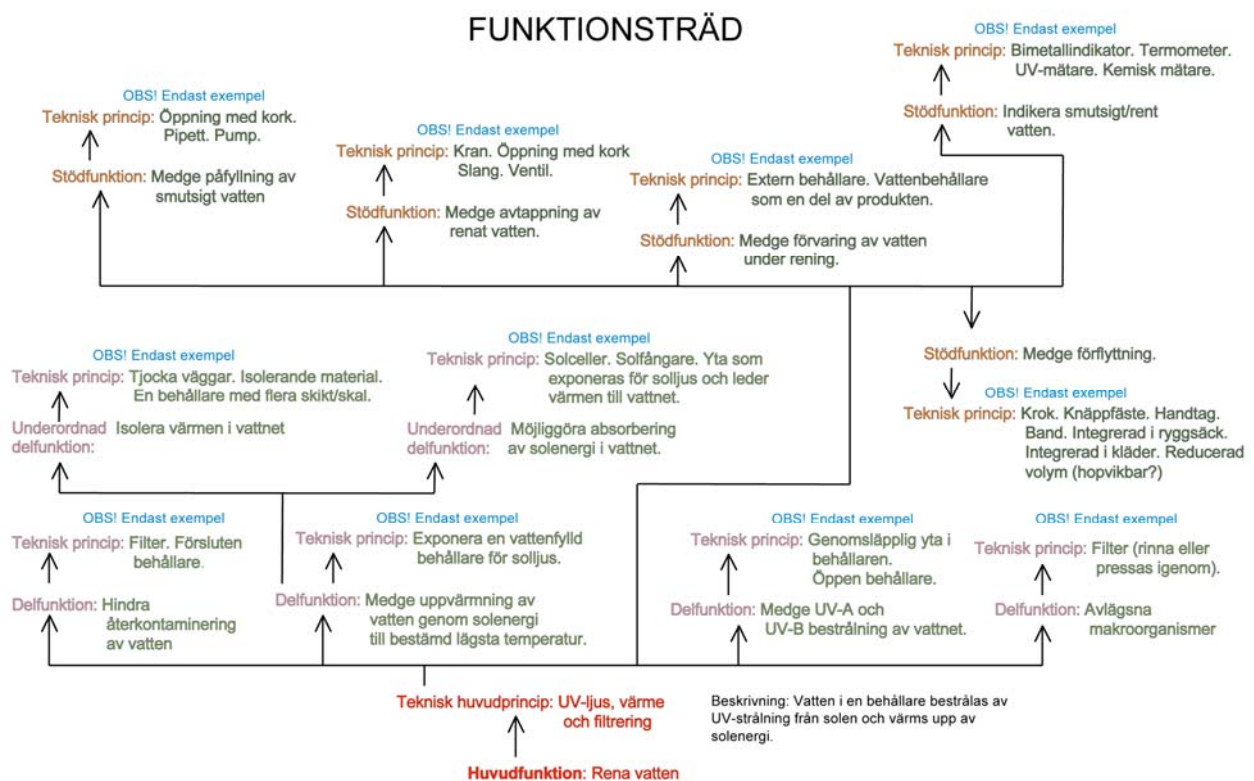 FUNKTIONSTRÄD
OBS! Endast exempel
Teknisk princip: Bimetallindikator. Termometer.
UV-mätare. Kemisk mätare.
Stödfunktion: Indikera smutsigt/rent
vatten.
OBS! Endast exempel
Teknisk princip: Öppning med kork.
Pipett. Pump.
Stödfunktion: Medge påfyllning av
smutsigt vatten
OBS! Endast exempel
Teknisk princip: Kran. Öppning med kork
Slang. Ventil.
Stödfunktion: Medge avtappning av
renat vatten.
OBS! Endast exempel
Teknisk princip: Extern behållare. Vattenbehållare
som en del av produkten.
Stödfunktion: Medge förvaring av vatten
under rening.
OBS! Endast exempel
Teknisk princip: Tjocka väggar. Isolerande material.
En behållare med flera skikt/skal.
Underordnad Isolera värmen i vattnet
delfunktion:
OBS! Endast exempel
Teknisk princip: Solceller. Solfångare. Yta som
exponeras för solljus och leder
värmen till vattnet.
Underordnad Möjliggöra absorbering
delfunktion: av solenergi i vattnet.
Stödfunktion: Medge förflyttning.
OBS! Endast exempel
Teknisk princip: Krok. Knäppfäste. Handtag.
Band. Integrerad i ryggsäck.
Integrerad i kläder. Reducerad
volym (hopvikbar?)
OBS! Endast exempel
Teknisk princip: Filter. Försluten
behållare.
Delfunktion: Hindra
återkontaminering
av vatten
OBS! Endast exempel
Teknisk princip: Exponera en vattenfylld
behållare för solljus.
Delfunktion: Medge uppvärmning av
vatten genom solenergi
till bestämd lägsta temperatur.
OBS! Endast exempel
Teknisk princip: Genomsläpplig yta i
behållaren.
Öppen behållare.
Delfunktion: Medge UV-A och
UV-B bestrålning av vattnet.
OBS! Endast exempel
Teknisk princip: Filter (rinna eller
pressas igenom).
Delfunktion: Avlägsna
makroorganismer
Teknisk huvudprincip: UV-ljus, värme
och filtrering
Beskrivning: Vatten i en behållare bestrålas av
UV-strålning från solen och värms upp av
solenergi.
Huvudfunktion: Rena vatten